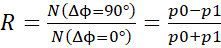 R = N(Δϕ=90°)/N(Δϕ=0°) = p0−p1/p0+p1